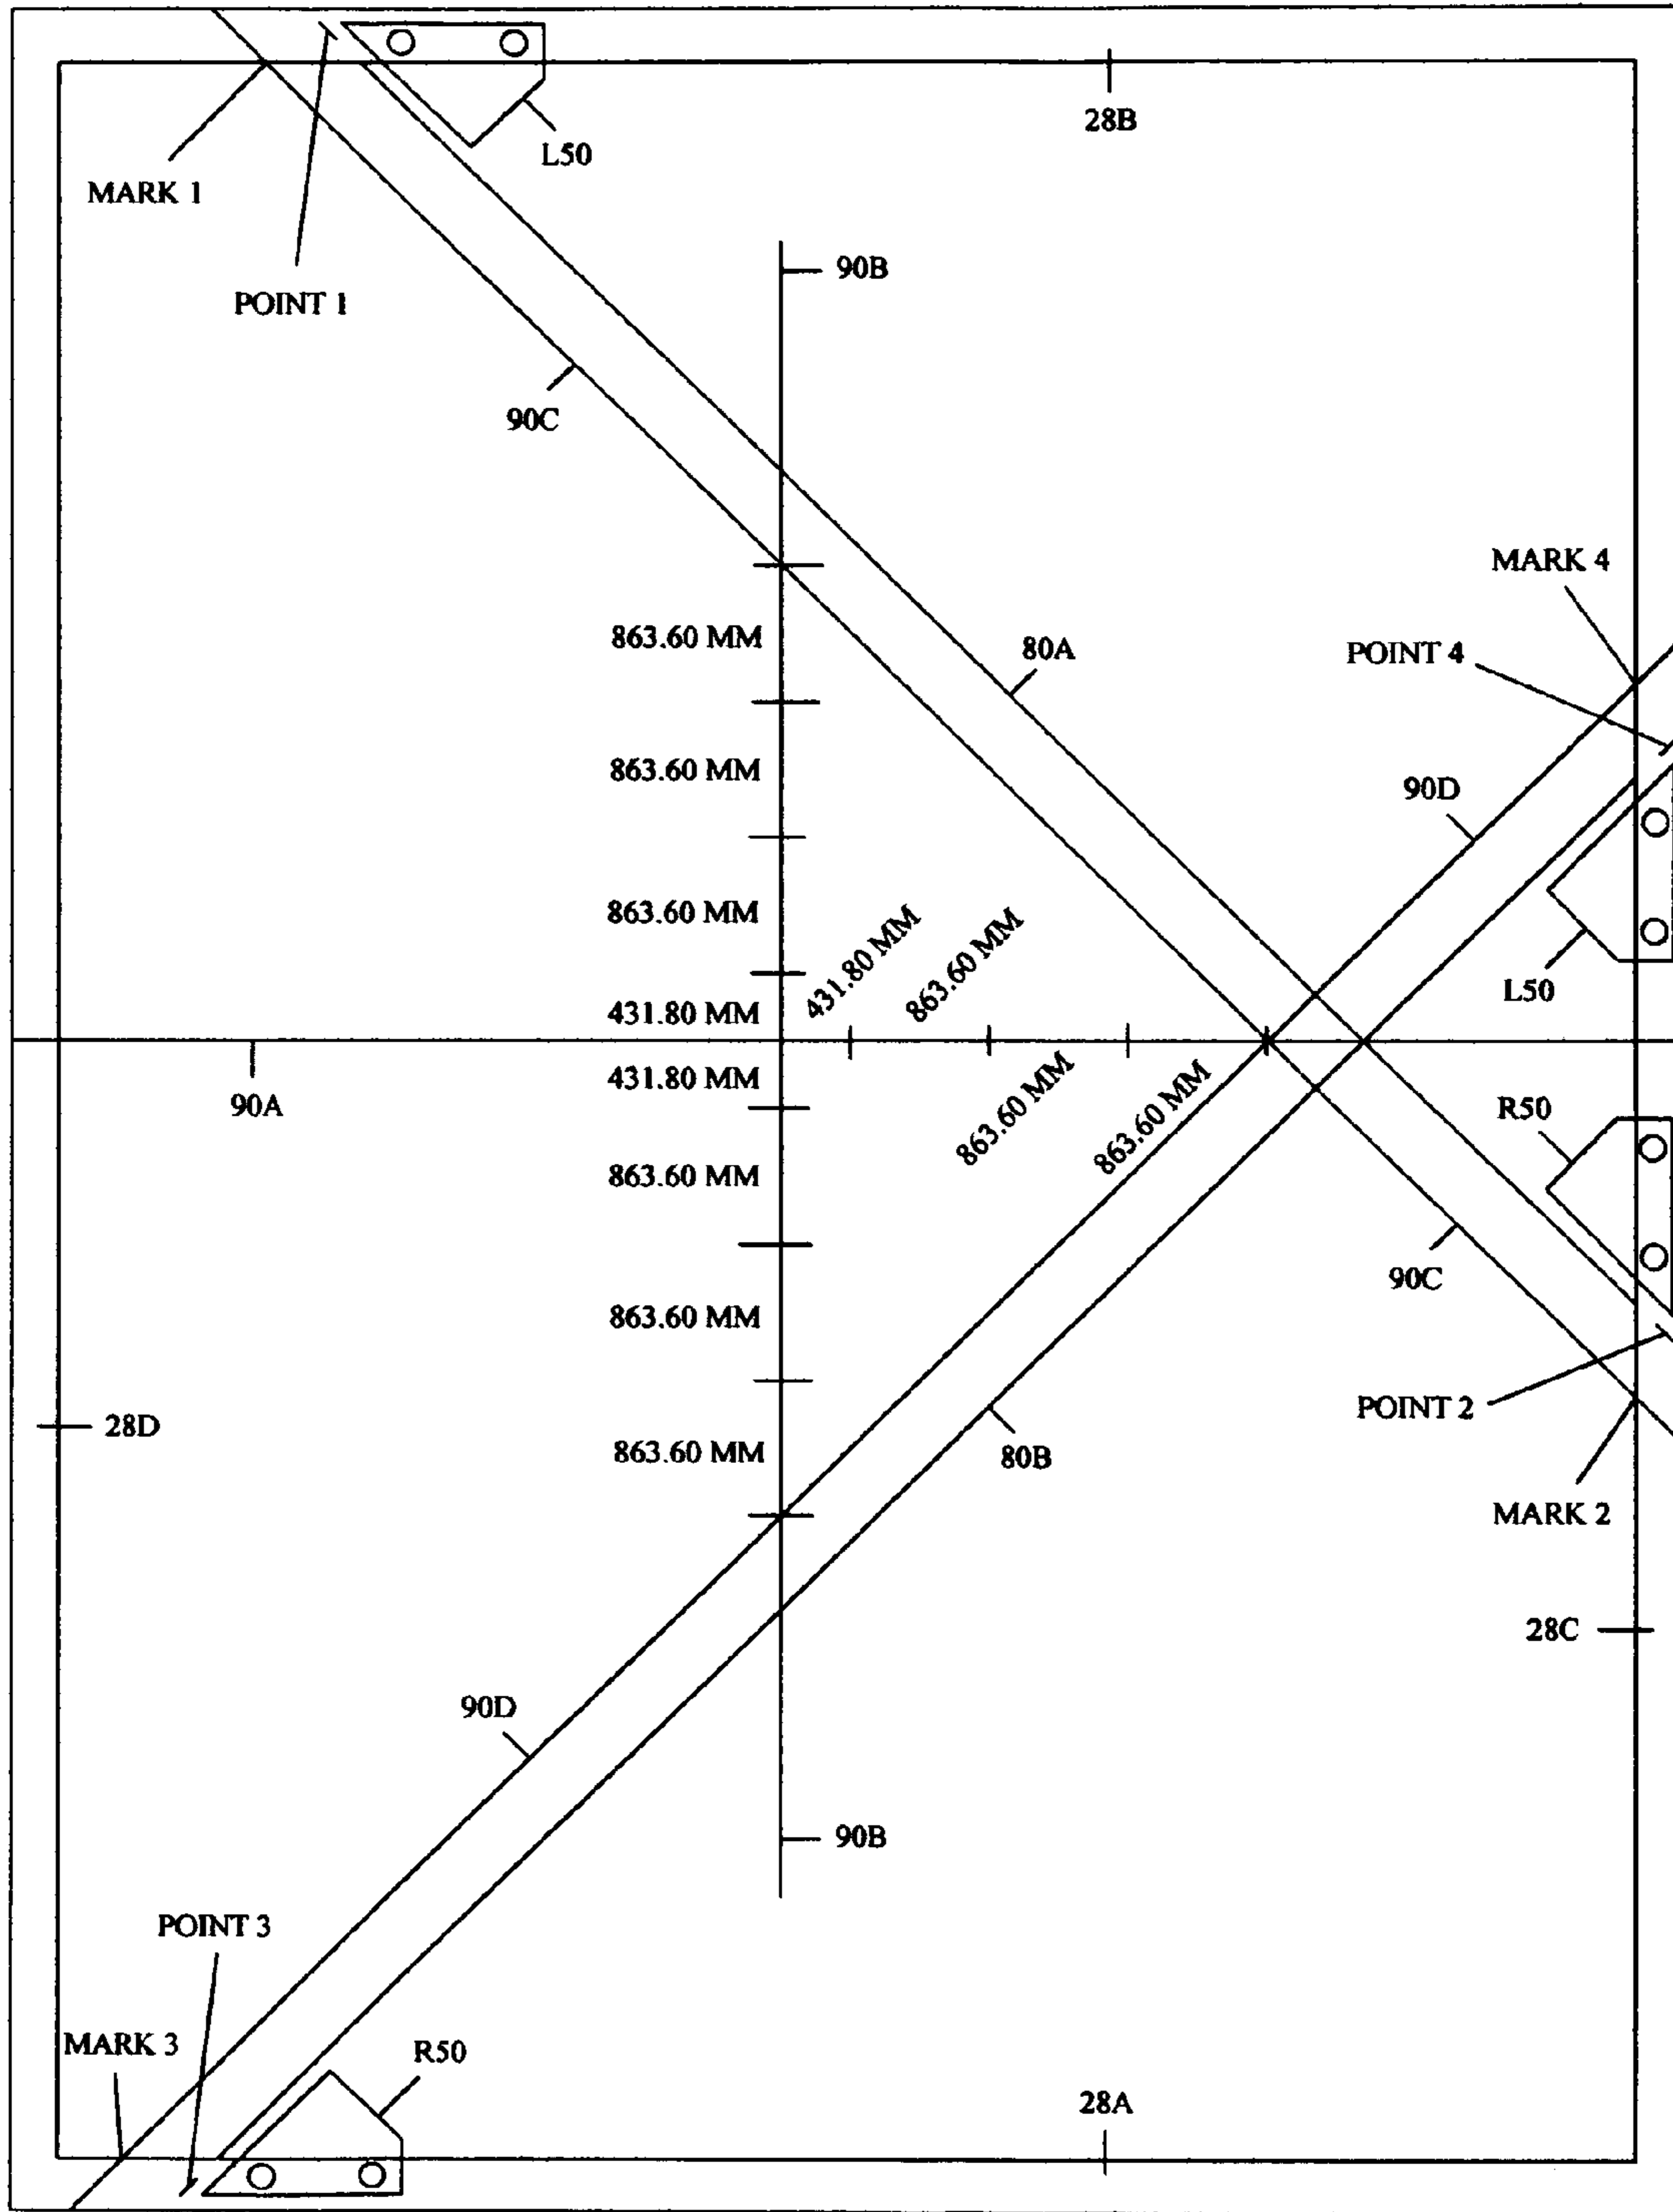 28B
L50
MARK 1
90B
POINT 1
90C
MARK 4
863.60 MM
80A
POINT 4
863.60 MM
90D
863.60 MM
431.80 MM
863.60 MM
L50
431.80 MM
431.80 MM
90A
863.60 MM
863.60 MM
R50
863.60 MM
90C
863.60 MM
POINT 2
28D
863.60 MM
80B
MARK 2
28C
90D
90B
POINT 3
MARK 3
R50
28A